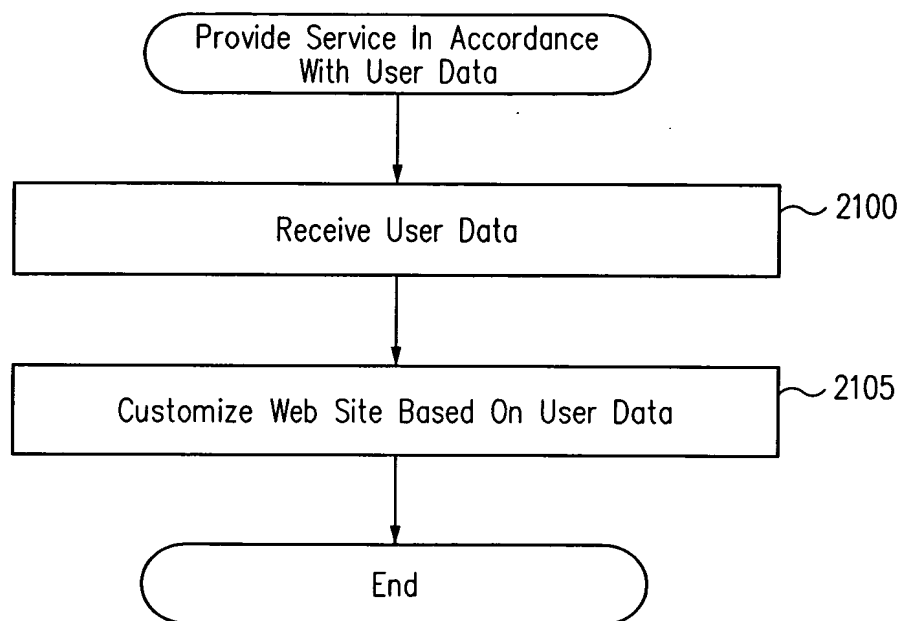 Provide Service In Accordance
With User Data
Receive User Data
2100
Customize Web Site Based On User Data
2105
End